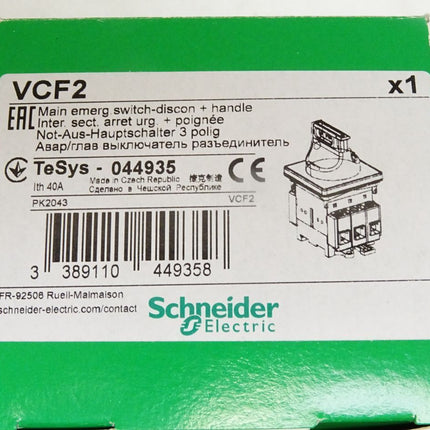 VCF2 x1
EAC Main emerg switch-discon + handle
Inter. sect. arret urg. + poignée
Not-Aus-Hauptschalter 3 polig
Авар/глав выключатель разъединитель
TeSys - 044935
Ith 40A Made in Czech Republic 捷克制造
Сделано в Чешской Республике
CE
PK2043 VCF2
3 389110 449358
FR-92506 Rueil-Malmaison
schneider-electric.com/contact
Schneider
Electric